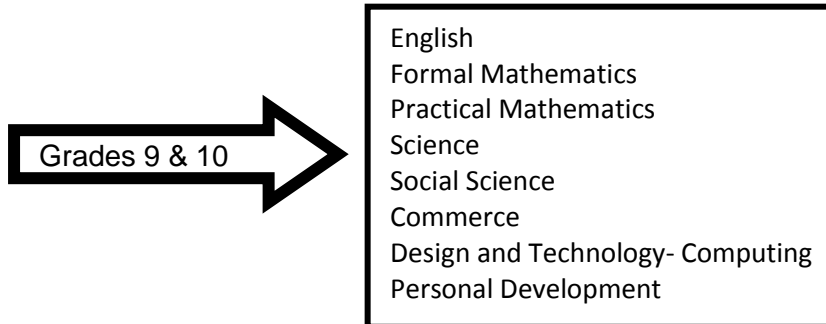 Grades 9 & 10
English
Formal Mathematics
Practical Mathematics
Science
Social Science
Commerce
Design and Technology- Computing
Personal Development